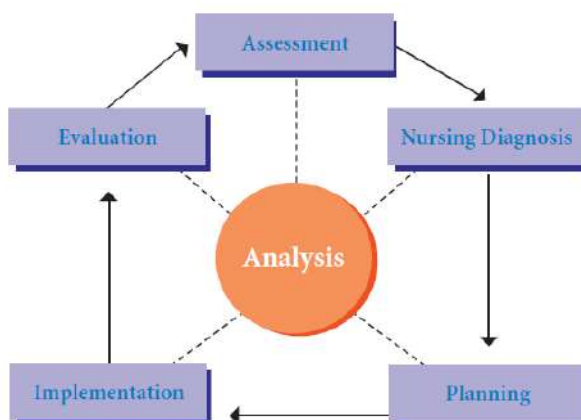 Assessment
Evaluation
Nursing Diagnosis
Analysis
Implementation
Planning